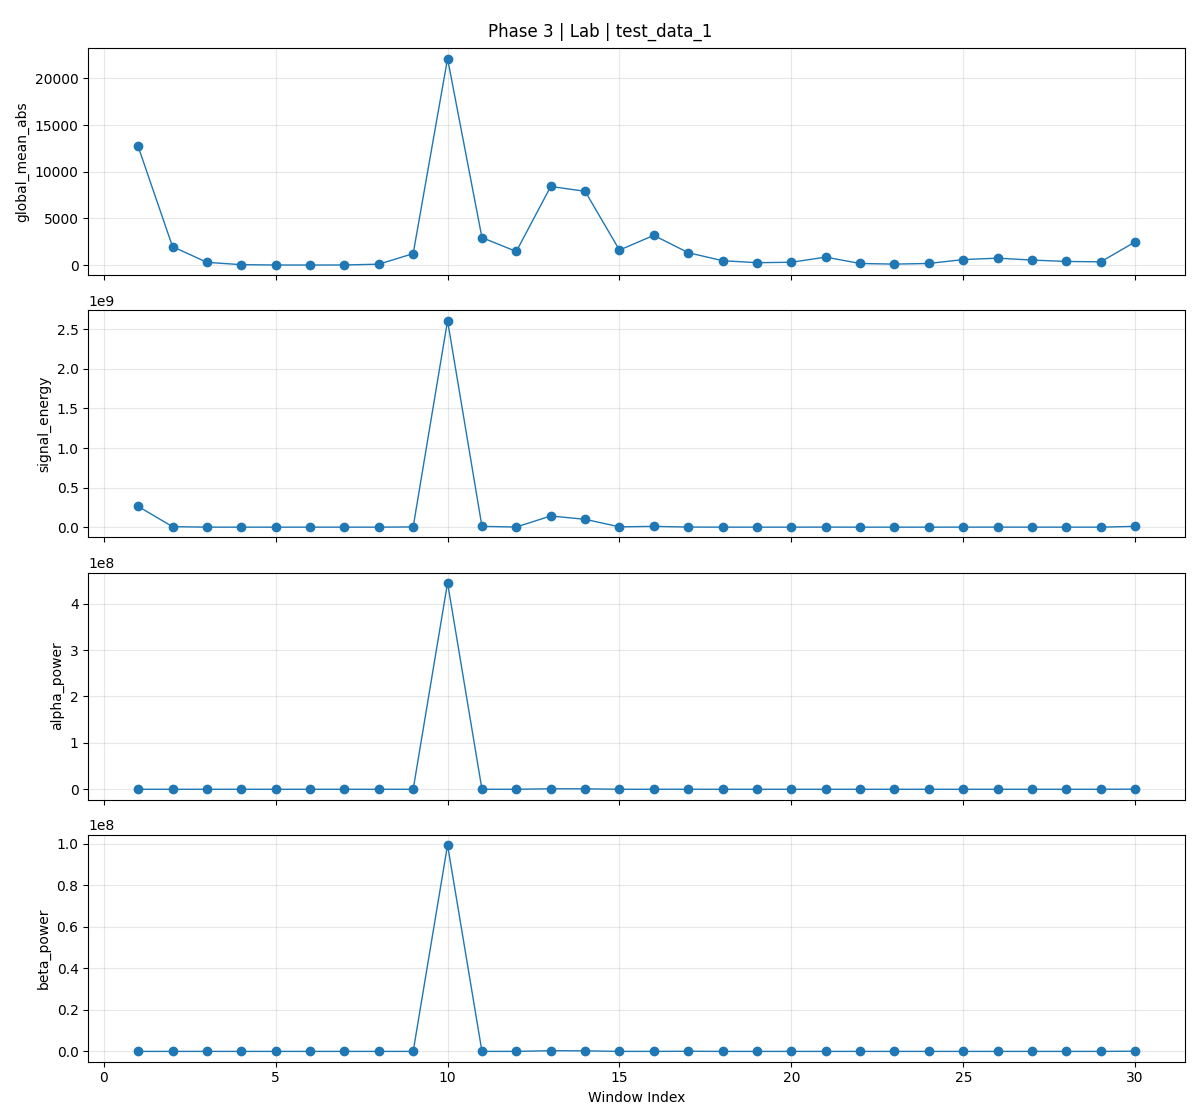 Phase 3 | Lab | test_data_1
global_mean_abs
20000
15000
10000
5000
0
1e9
signal_energy
2.5
2.0
1.5
1.0
0.5
0.0
1e8
alpha_power
4
3
2
1
0
1e8
beta_power
1.0
0.8
0.6
0.4
0.2
0.0
0 5 10 15 20 25 30
Window Index